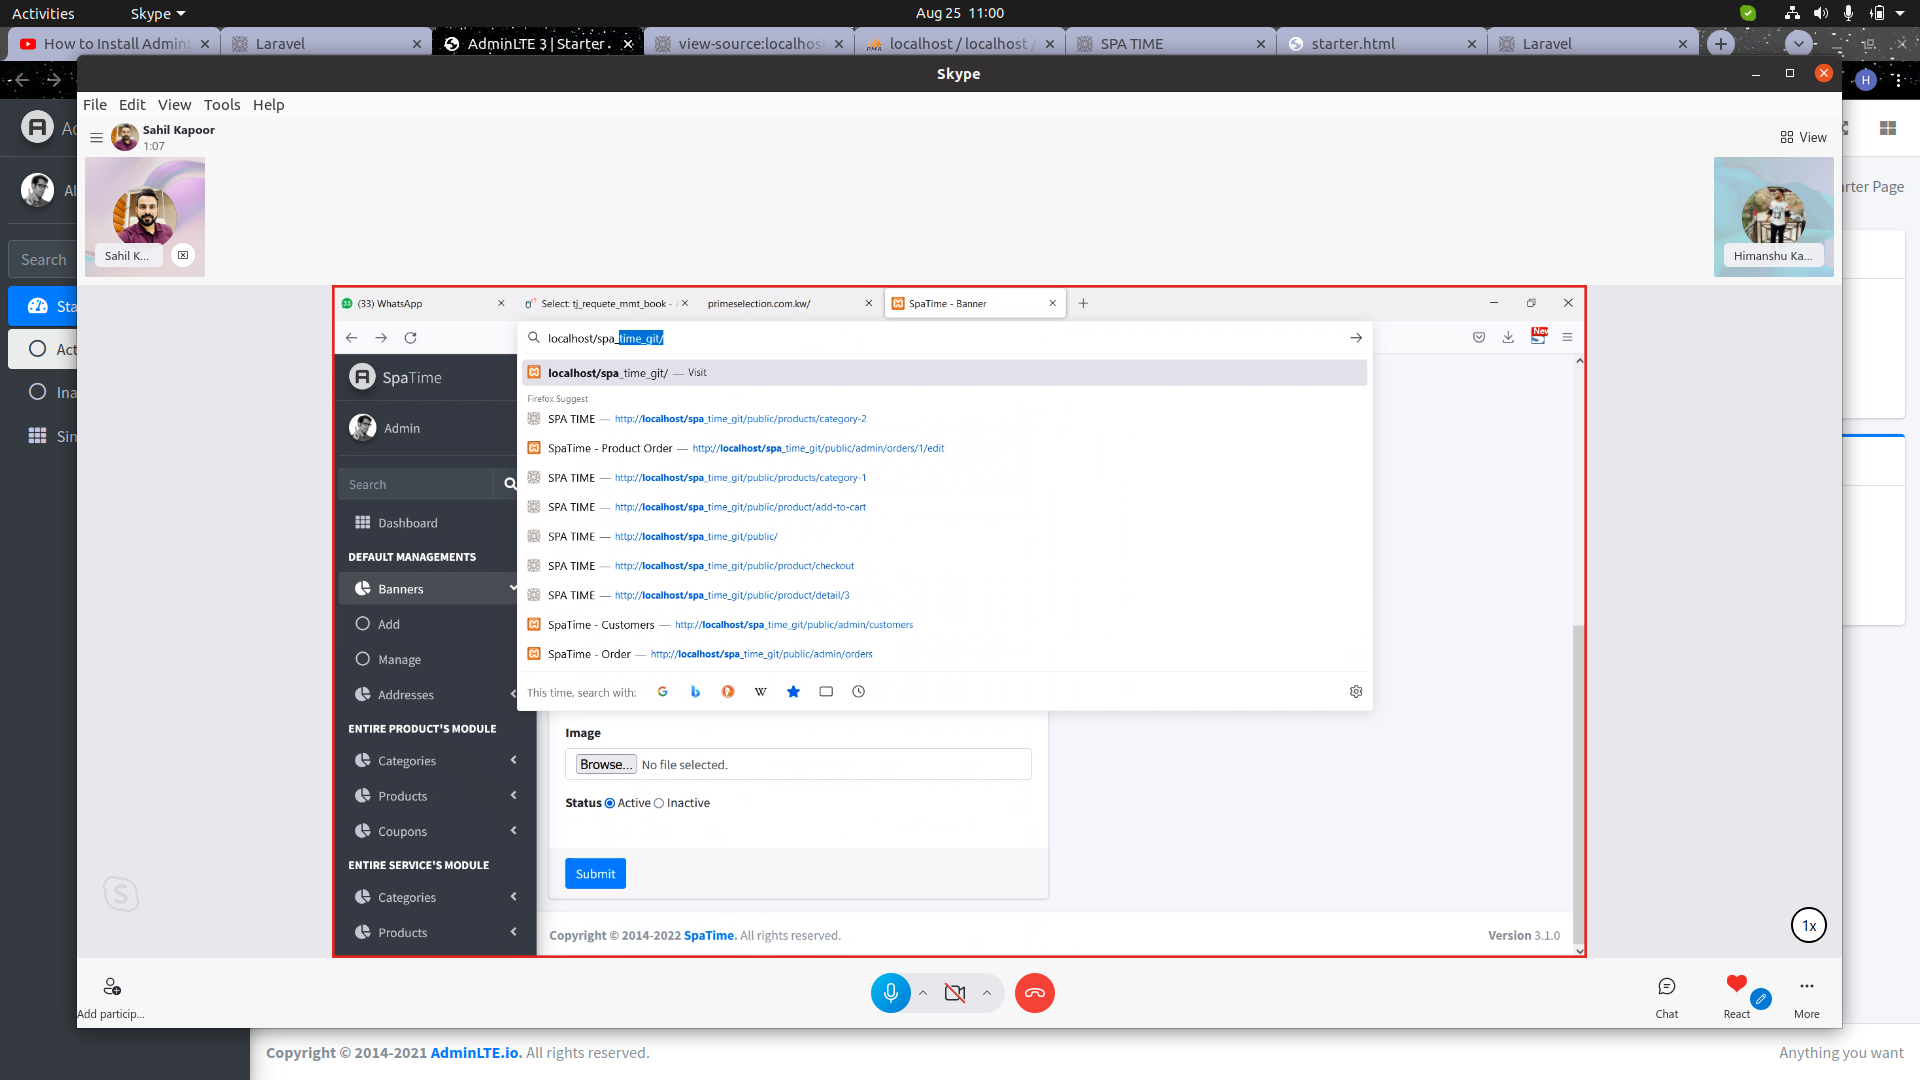 Activities
Skype
Aug 25 11:00
How to Install Admin
Laravel
AdminLTE 3 | Starter
view-source:localhos
localhost / localhost /
SPA TIME
starter.html
Laravel
Skype
H
File Edit View Tools Help
Sahil Kapoor
1:07
View
Sahil K...
Himanshu Ka...
Search
Sta
Act
Ina
Sin
arter Page
(33) WhatsApp
Select: tj_requete_mmt_book -
primeselection.com.kw/
SpaTime - Banner
localhost/spa_time_git/
New
SpaTime
Admin
Search
Dashboard
DEFAULT MANAGEMENTS
Banners
Add
Manage
Addresses
ENTIRE PRODUCT'S MODULE
Categories
Products
Coupons
ENTIRE SERVICE'S MODULE
Categories
Products
localhost/spa_time_git/ — Visit
Firefox Suggest
SPA TIME — http://localhost/spa_time_git/public/products/category-2
SpaTime - Product Order — http://localhost/spa_time_git/public/admin/orders/1/edit
SPA TIME — http://localhost/spa_time_git/public/products/category-1
SPA TIME — http://localhost/spa_time_git/public/product/add-to-cart
SPA TIME — http://localhost/spa_time_git/public/
SPA TIME — http://localhost/spa_time_git/public/product/checkout
SPA TIME — http://localhost/spa_time_git/public/product/detail/3
SpaTime - Customers — http://localhost/spa_time_git/public/admin/customers
SpaTime - Order — http://localhost/spa_time_git/public/admin/orders
This time, search with:
Image
Browse... No file selected.
Status Active Inactive
Submit
Copyright © 2014-2022 SpaTime. All rights reserved.
Version 3.1.0
1x
Add particip...
Chat
React
More
Copyright © 2014-2021 AdminLTE.io. All rights reserved.
Anything you want